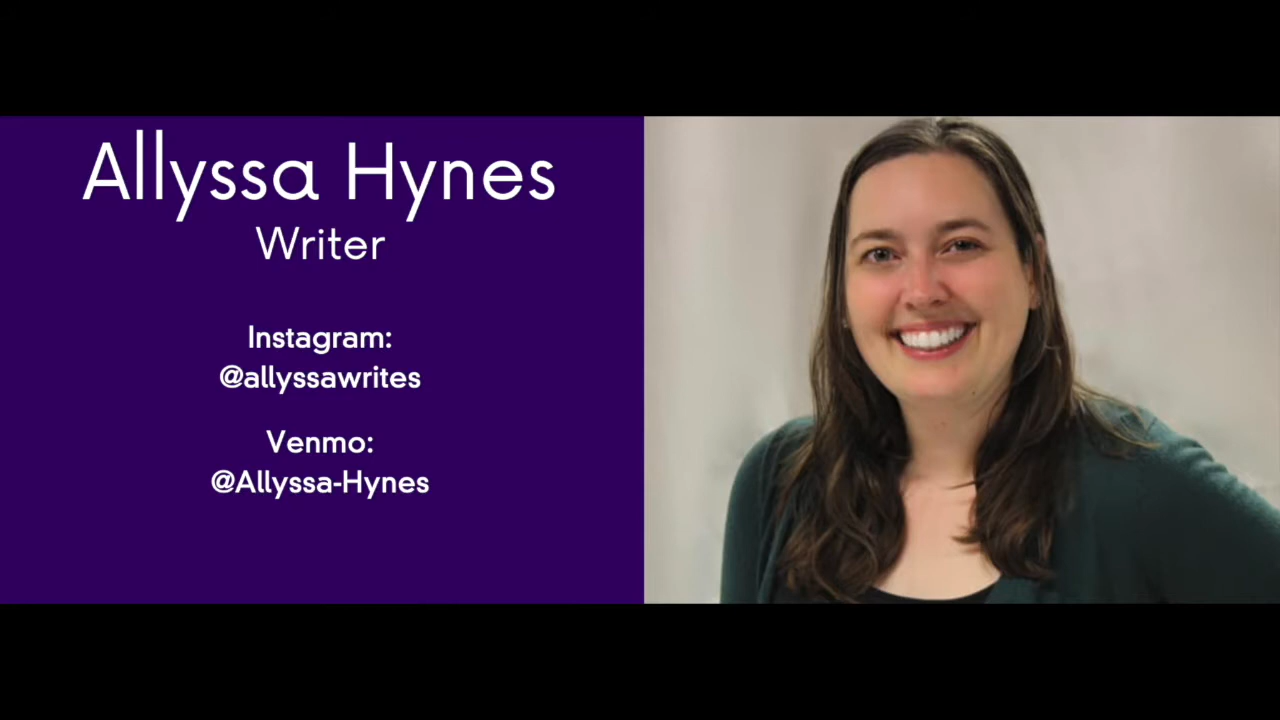 Allyssa Hynes
Writer
Instagram:
@allyssawrites
Venmo:
@Allyssa-Hynes